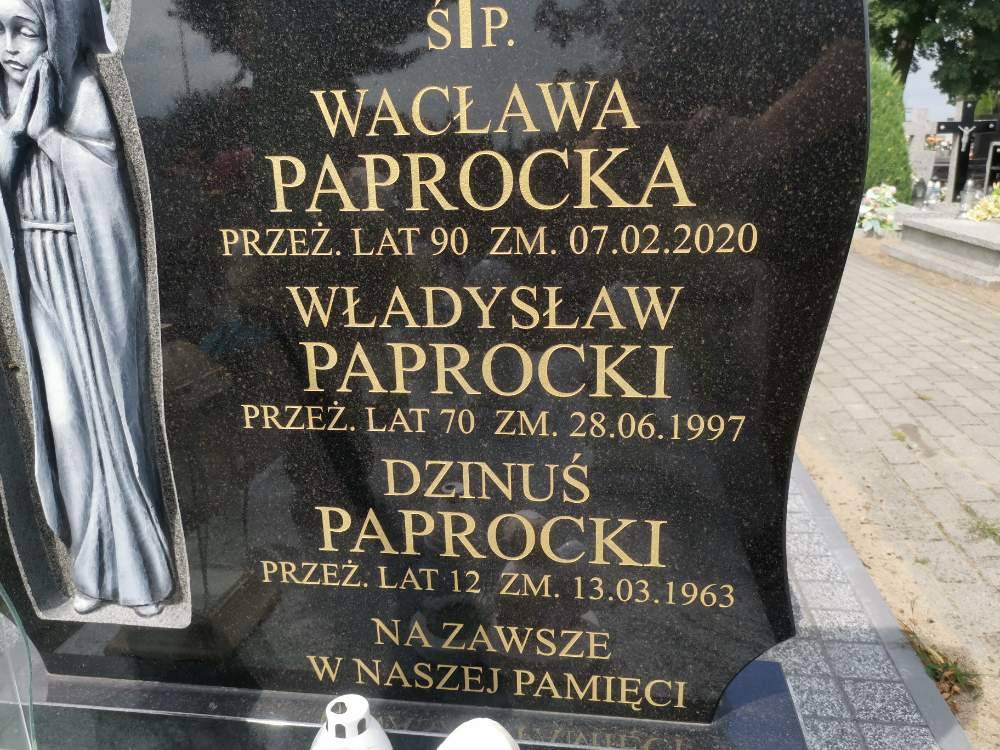 Ś P.
WACŁAWA
PAPROCKA
PRZEŻ. LAT 90 ZM. 07.02.2020
WŁADYSŁAW
PAPROCKI
PRZEŻ. LAT 70 ZM. 28.06.1997
DZINUŚ
PAPROCKI
PRZEŻ. LAT 12 ZM. 13.03.1963
NA ZAWSZE
W NASZEJ PAMIĘCI